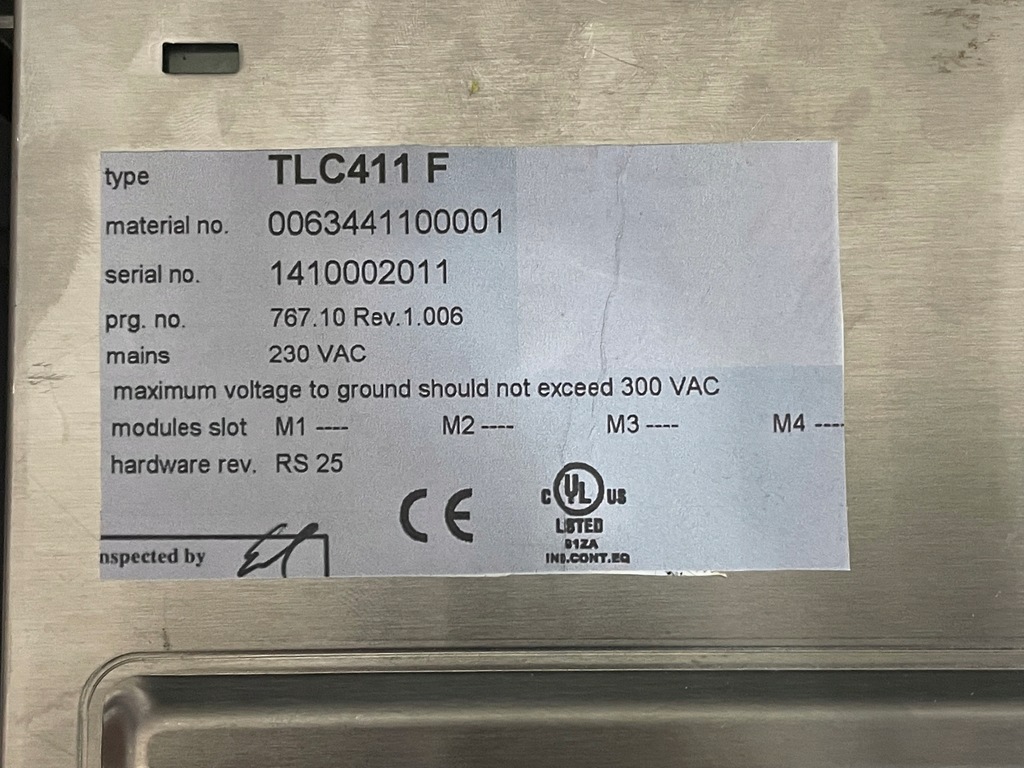 type TLC411 F
material no. 0063441100001
serial no. 1410002011
prg. no. 767.10 Rev.1.006
mains 230 VAC
maximum voltage to ground should not exceed 300 VAC
modules slot M1 ---- M2 ---- M3 ---- M4 ----
hardware rev. RS 25
CE
c UL us
LISTED
91ZA
IND.CONT.EQ
nspected by